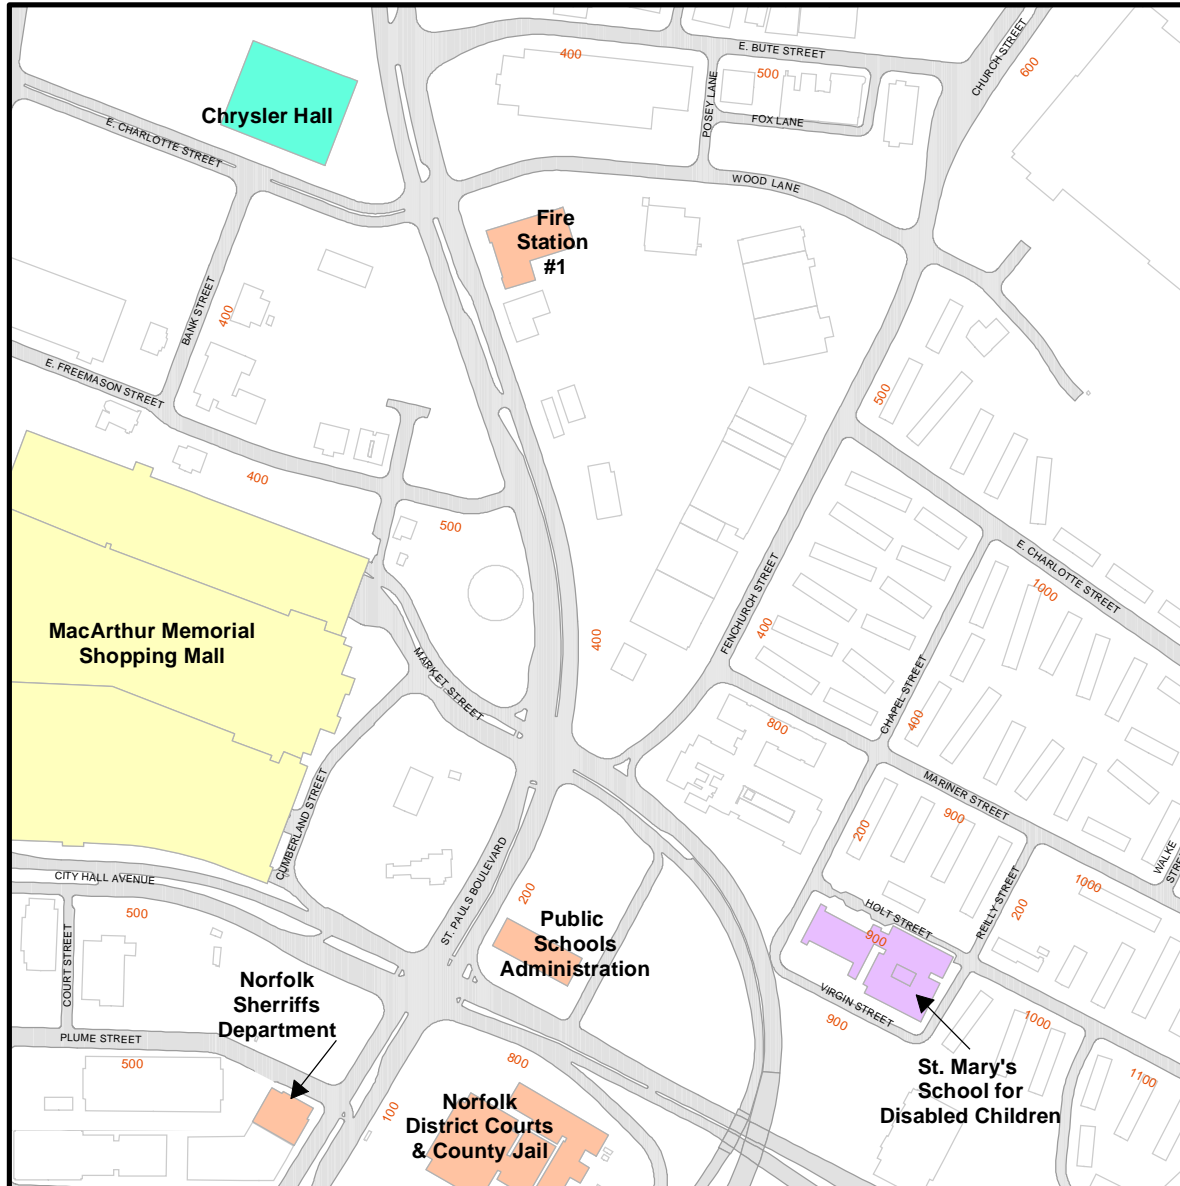 E. BUTE STREET
CHURCH STREET
400
500
600
POSEY LANE
FOX LANE
Chrysler Hall
E. CHARLOTTE STREET
WOOD LANE
Fire
Station
#1
BANK STREET
400
E. FREEMASON STREET
500
400
500
E. CHARLOTTE STREET
1000
FENCHURCH STREET
400
400
MacArthur Memorial
Shopping Mall
MARKET STREET
CHAPEL STREET
400
800
MARINER STREET
900
200
CUMBERLAND STREET
ST. PAULS BOULEVARD
WALKE
STRE
CITY HALL AVENUE
500
200
1000
REILLY STREET
200
HOLT STREET
900
Public
Schools
Administration
COURT STREET
Norfolk
Sherriffs
Department
VIRGIN STREET
900
1000
PLUME STREET
500
800
100
1100
St. Mary's
School for
Disabled Children
Norfolk
District Courts
& County Jail